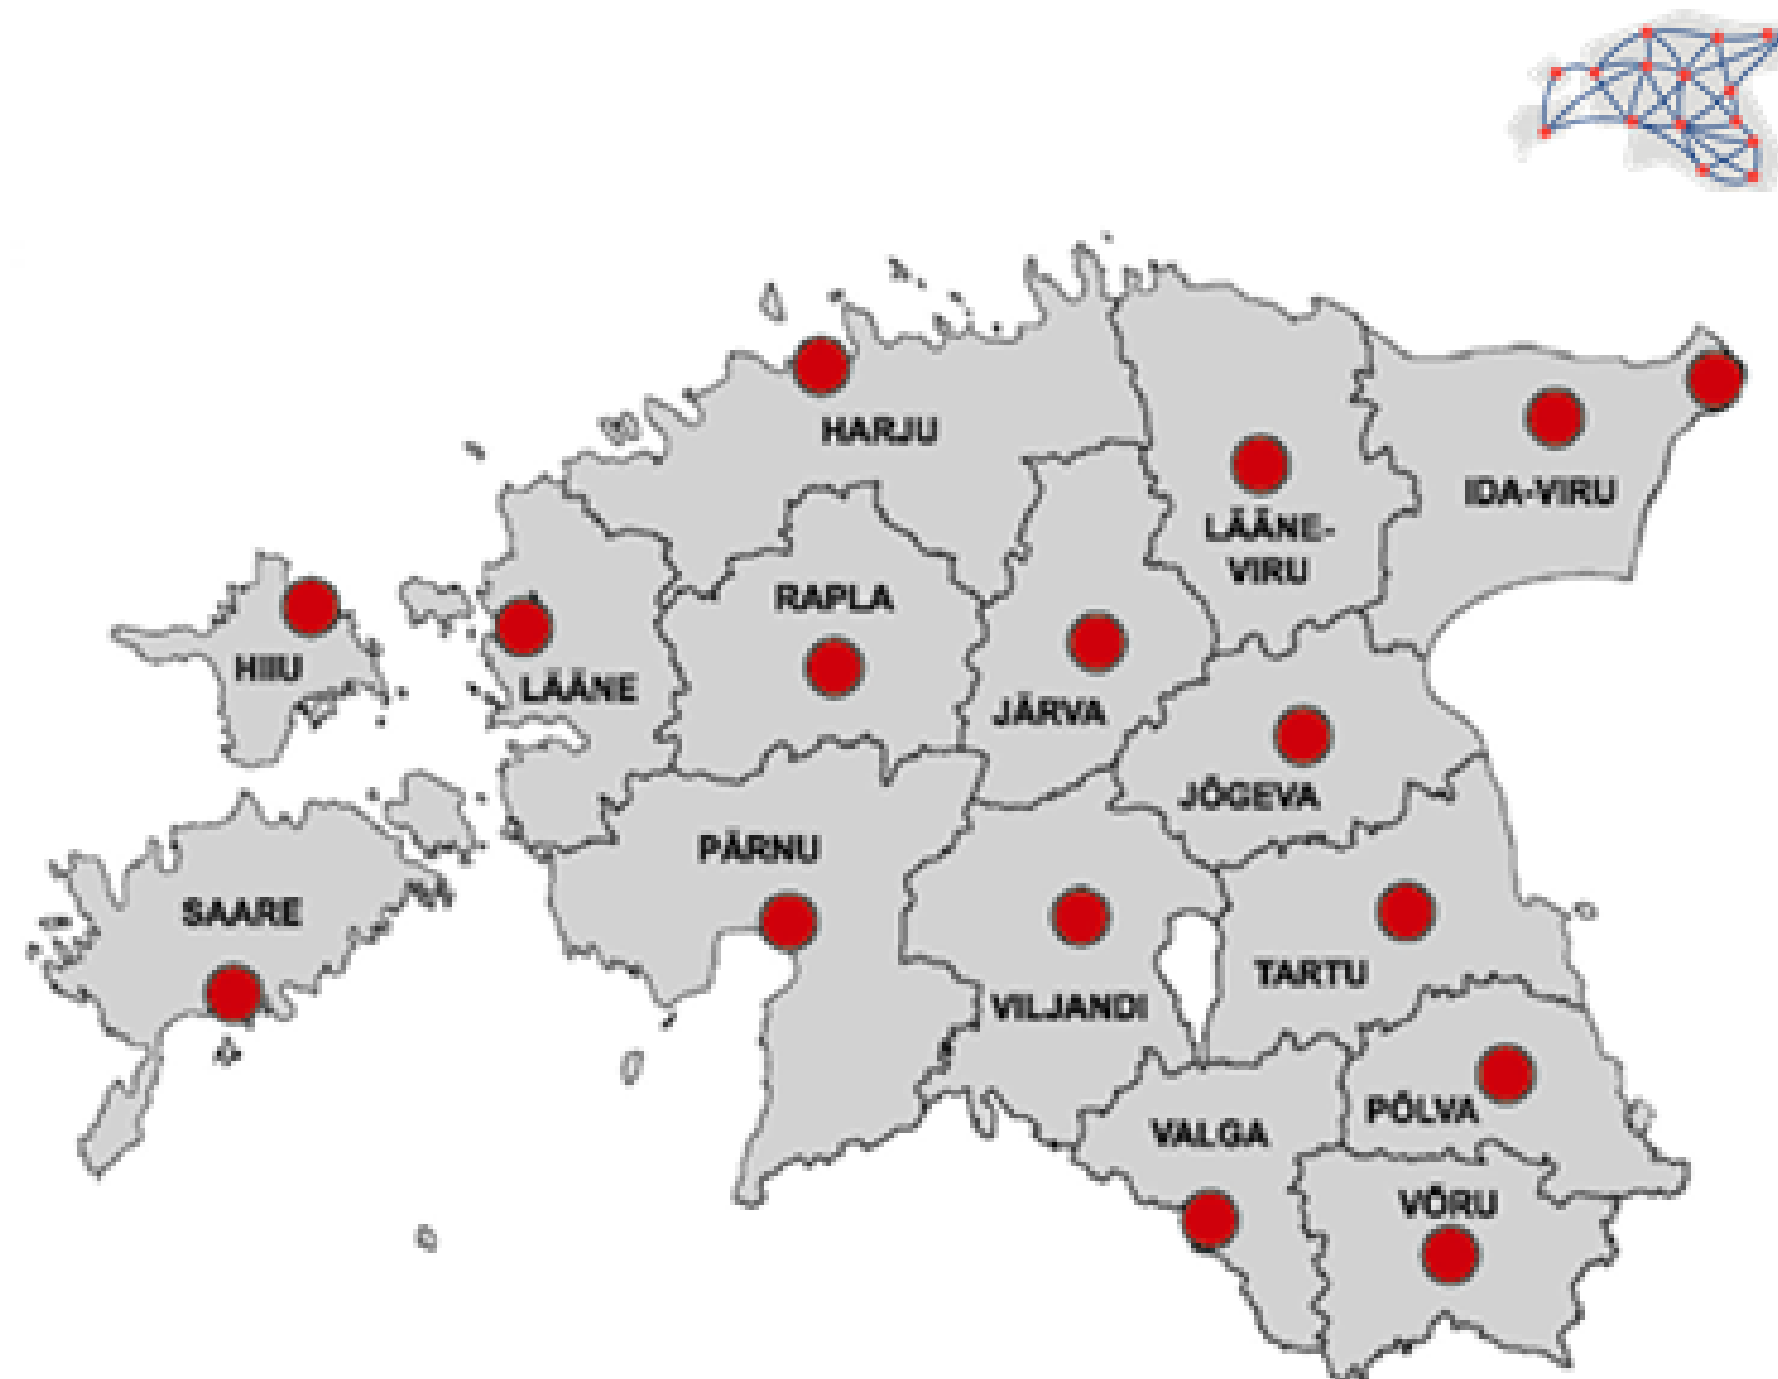 HARJU
IDA-VIRU
LÄÄNE-
VIRU
RAPLA
HIIU
LÄÄNE
JÄRVA
JÕGEVA
PÄRNU
SAARE
TARTU
VILJANDI
PÕLVA
VALGA
VÕRU